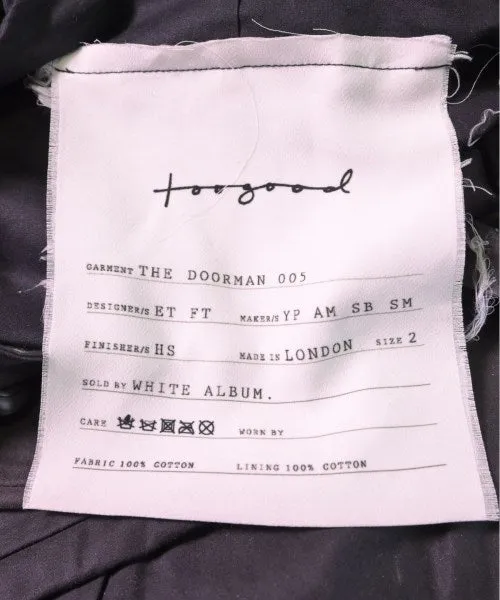 toogood
GARMENT THE DOORMAN 005
DESIGNER/S ET FT MAKER/S YP AM SB SM
FINISHER/S HS MADE IN LONDON SIZE 2
SOLD BY WHITE ALBUM.
CARE WORN BY
FABRIC 100% COTTON LINING 100% COTTON